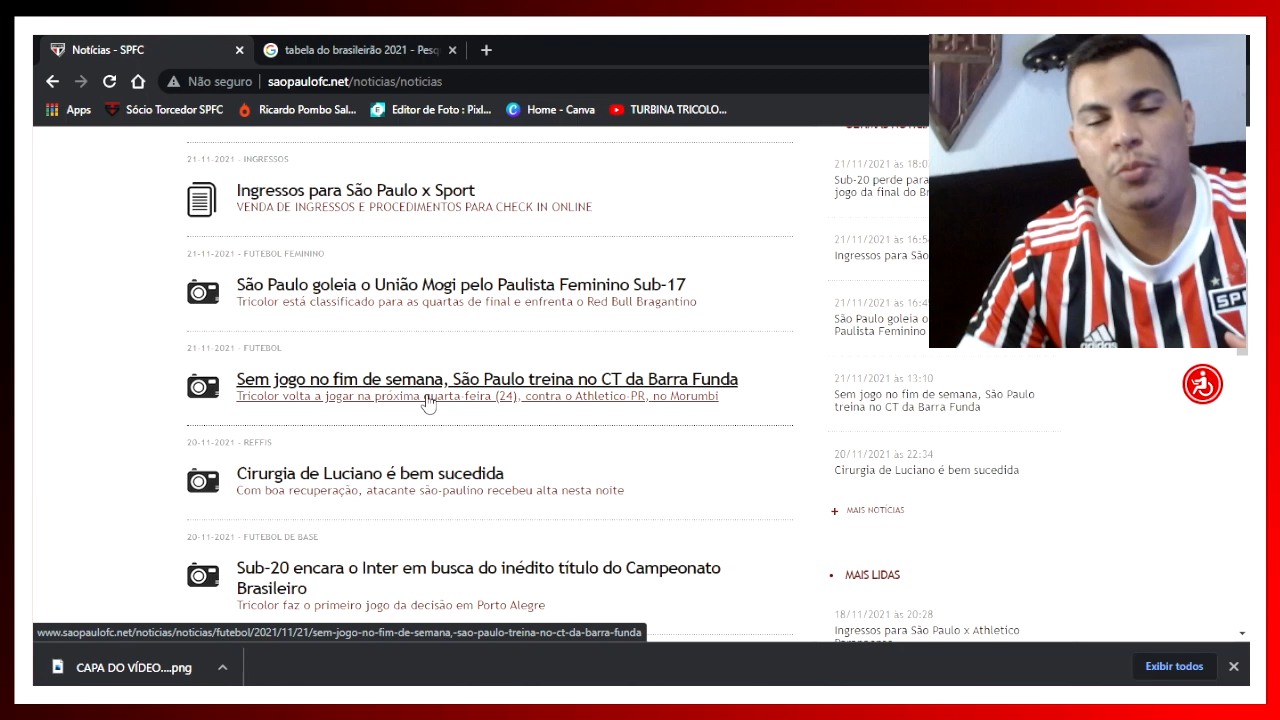 Notícias - SPFC
tabela do brasileirão 2021 - Pesq
Não seguro
saopaulofc.net/noticias/noticias
Apps
Sócio Torcedor SPFC
Ricardo Pombo Sal...
Editor de Foto : Pixl...
Home - Canva
TURBINA TRICOLO...
21-11-2021 - INGRESSOS
Ingressos para São Paulo x Sport
VENDA DE INGRESSOS E PROCEDIMENTOS PARA CHECK IN ONLINE
21-11-2021 - FUTEBOL FEMININO
São Paulo goleia o União Mogi pelo Paulista Feminino Sub-17
Tricolor está classificado para as quartas de final e enfrenta o Red Bull Bragantino
21-11-2021 - FUTEBOL
Sem jogo no fim de semana, São Paulo treina no CT da Barra Funda
Tricolor volta a jogar na próxima quarta-feira (24), contra o Athletico-PR, no Morumbi
20-11-2021 - REFFIS
Cirurgia de Luciano é bem sucedida
Com boa recuperação, atacante são-paulino recebeu alta nesta noite
20-11-2021 - FUTEBOL DE BASE
Sub-20 encara o Inter em busca do inédito título do Campeonato
Brasileiro
Tricolor faz o primeiro jogo da decisão em Porto Alegre
21/11/2021 às 18:0
Sub-20 perde para
jogo da final do Br
21/11/2021 às 16:5
Ingressos para São
21/11/2021 às 16:4
São Paulo goleia o
Paulista Feminino
21/11/2021 às 13:10
Sem jogo no fim de semana, São Paulo
treina no CT da Barra Funda
20/11/2021 às 22:34
Cirurgia de Luciano é bem sucedida
+ MAIS NOTÍCIAS
• MAIS LIDAS
18/11/2021 às 20:28
Ingressos para São Paulo x Athletico
SPF
adidas
www.saopaulofc.net/noticias/noticias/futebol/2021/11/21/sem-jogo-no-fim-de-semana,-sao-paulo-treina-no-ct-da-barra-funda
CAPA DO VÍDEO....png
Exibir todos